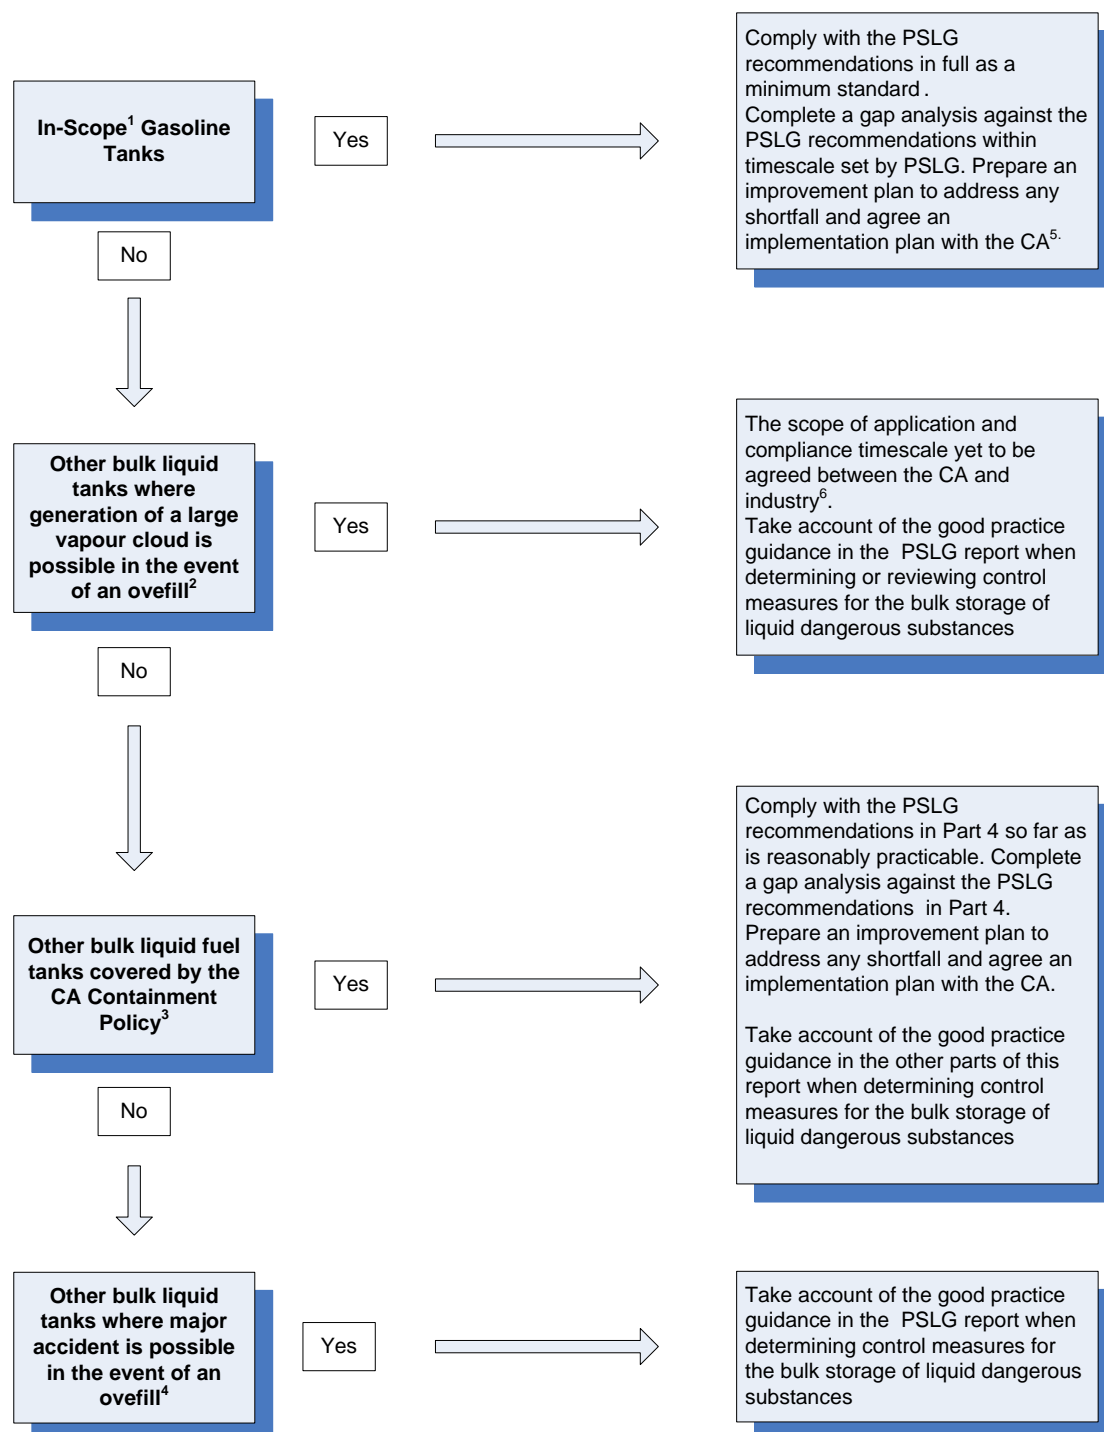 In-Scope1 Gasoline
Tanks
Yes
Comply with the PSLG
recommendations in full as a
minimum standard .
Complete a gap analysis against the
PSLG recommendations within
timescale set by PSLG. Prepare an
improvement plan to address any
shortfall and agree an
implementation plan with the CA5.
No
Other bulk liquid
tanks where
generation of a large
vapour cloud is
possible in the event
of an ovefill2
Yes
The scope of application and
compliance timescale yet to be
agreed between the CA and
industry6.
Take account of the good practice
guidance in the PSLG report when
determining or reviewing control
measures for the bulk storage of
liquid dangerous substances
No
Other bulk liquid fuel
tanks covered by the
CA Containment
Policy3
Yes
Comply with the PSLG
recommendations in Part 4 so far as
is reasonably practicable. Complete
a gap analysis against the PSLG
recommendations in Part 4.
Prepare an improvement plan to
address any shortfall and agree an
implementation plan with the CA.
Take account of the good practice
guidance in the other parts of this
report when determining control
measures for the bulk storage of
liquid dangerous substances
No
Other bulk liquid
tanks where major
accident is possible
in the event of an
ovefill4
Yes
Take account of the good practice
guidance in the PSLG report when
determining control measures for
the bulk storage of liquid dangerous
substances